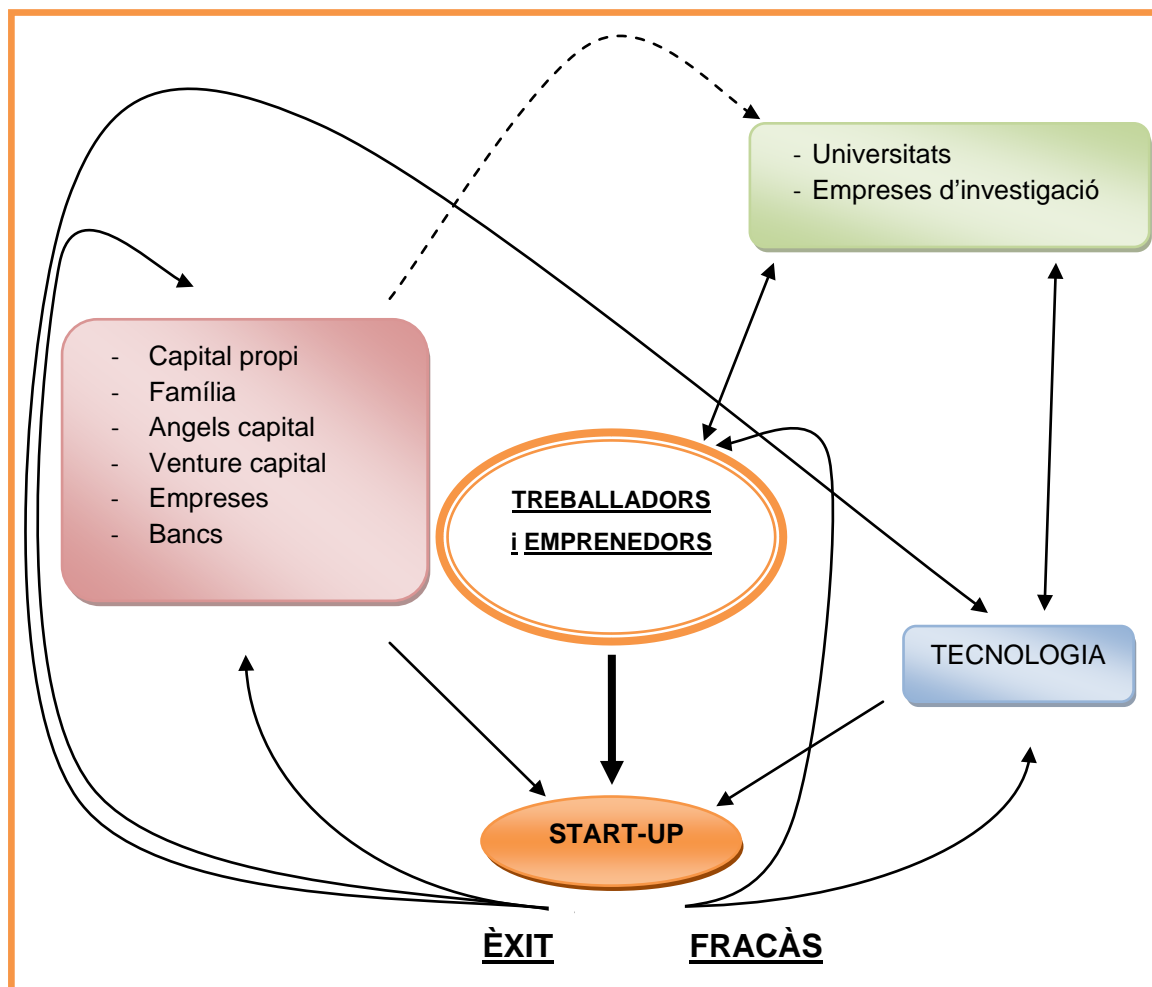 - Universitats
- Empreses d’investigació
- Capital propi
- Família
- Angels capital
- Venture capital
- Empreses
- Bancs
TREBALLADORS
i EMPRENEDORS
TECNOLOGIA
START-UP
ÈXIT FRACÀS